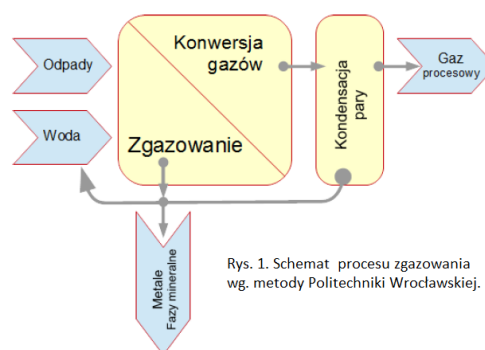 Odpady
Woda
Konwersja
gazów
Zgazowanie
Kondensacja
pary
Gaz
procesowy
Metale
Fazy mineralne
Rys. 1. Schemat procesu zgazowania
wg. metody Politechniki Wrocławskiej.